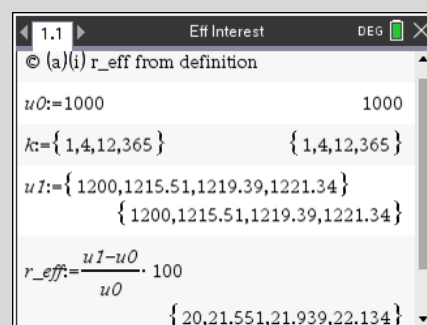 1.1 Eff Interest DEG
© (a)(i) r_eff from definition
u0:=1000 1000
k:={1,4,12,365} {1,4,12,365}
u1:={1200,1215.51,1219.39,1221.34}
{1200,1215.51,1219.39,1221.34}
u1−u0
r_eff:= · 100
u0
{20,21.551,21.939,22.134}